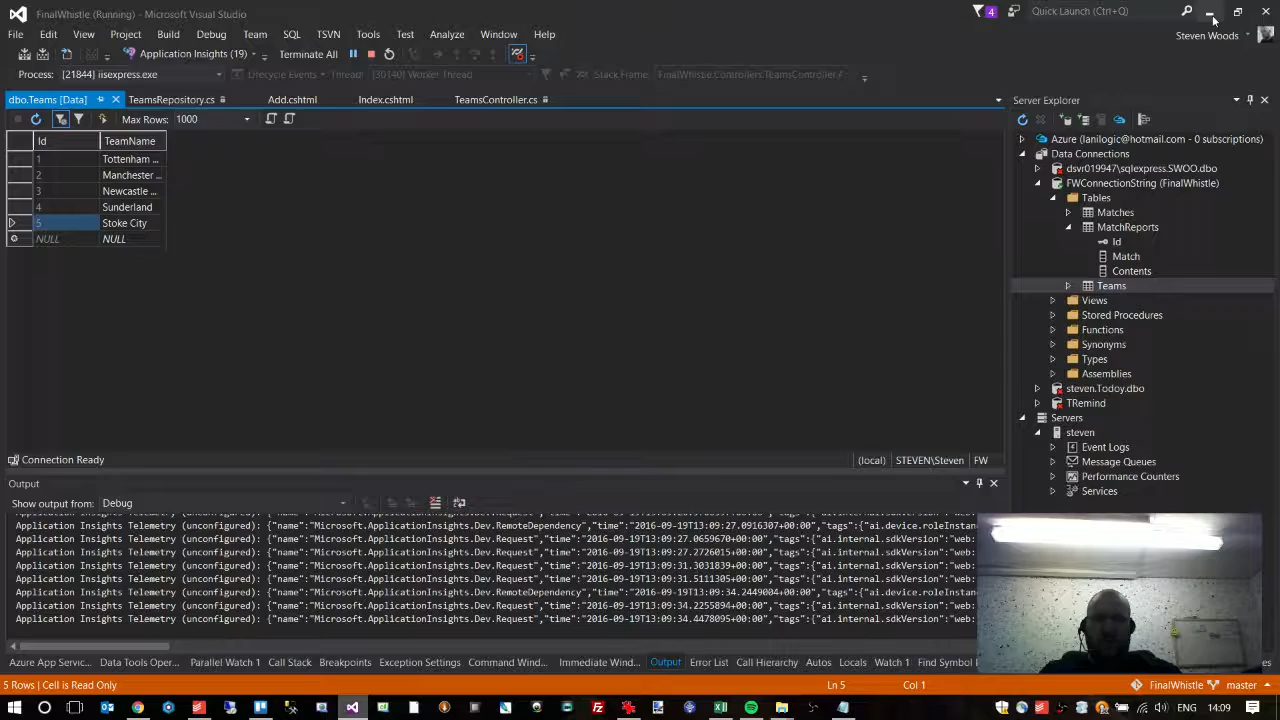 FinalWhistle (Running) - Microsoft Visual Studio
4
Quick Launch (Ctrl+Q)
File Edit View Project Build Debug Team SQL TSVN Tools Test Analyze Window Help
Steven Woods
Application Insights (19) Terminate All
Process: [21844] iisexpress.exe Lifecycle Events Thread: [30140] Worker Thread Stack Frame: FinalWhistle.Controllers.TeamsController.
dbo.Teams [Data] TeamsRepository.cs Add.cshtml Index.cshtml TeamsController.cs
Max Rows: 1000
Id TeamName
1 Tottenham ...
2 Manchester ...
3 Newcastle ...
4 Sunderland
5 Stoke City
NULL NULL
Connection Ready (local) STEVEN\Steven FW
Server Explorer
Azure (lanilogic@hotmail.com - 0 subscriptions)
Data Connections
dsvr019947\sqlexpress.SWOO.dbo
FWConnectionString (FinalWhistle)
Tables
Matches
MatchReports
Id
Match
Contents
Teams
Views
Stored Procedures
Functions
Synonyms
Types
Assemblies
steven.Todoy.dbo
TRemind
Servers
steven
Event Logs
Message Queues
Performance Counters
Services
Output
Show output from: Debug
Application Insights Telemetry (unconfigured): {"name":"Microsoft.ApplicationInsights.Dev.RemoteDependency","time":"2016-09-19T13:09:27.0916307+00:00","tags":{"ai.device.roleInstan
Application Insights Telemetry (unconfigured): {"name":"Microsoft.ApplicationInsights.Dev.Request","time":"2016-09-19T13:09:27.0659670+00:00","tags":{"ai.internal.sdkVersion":"web:
Application Insights Telemetry (unconfigured): {"name":"Microsoft.ApplicationInsights.Dev.Request","time":"2016-09-19T13:09:27.2726015+00:00","tags":{"ai.internal.sdkVersion":"web:
Application Insights Telemetry (unconfigured): {"name":"Microsoft.ApplicationInsights.Dev.Request","time":"2016-09-19T13:09:31.3031839+00:00","tags":{"ai.internal.sdkVersion":"web:
Application Insights Telemetry (unconfigured): {"name":"Microsoft.ApplicationInsights.Dev.Request","time":"2016-09-19T13:09:31.5111305+00:00","tags":{"ai.internal.sdkVersion":"web:
Application Insights Telemetry (unconfigured): {"name":"Microsoft.ApplicationInsights.Dev.RemoteDependency","time":"2016-09-19T13:09:34.2449004+00:00","tags":{"ai.device.roleInstan
Application Insights Telemetry (unconfigured): {"name":"Microsoft.ApplicationInsights.Dev.Request","time":"2016-09-19T13:09:34.2255894+00:00","tags":{"ai.internal.sdkVersion":"web:
Application Insights Telemetry (unconfigured): {"name":"Microsoft.ApplicationInsights.Dev.Request","time":"2016-09-19T13:09:34.4478095+00:00","tags":{"ai.internal.sdkVersion":"web:
Azure App Servic... Data Tools Oper... Parallel Watch 1 Call Stack Breakpoints Exception Settings Command Wind... Immediate Wind... Output Error List Call Hierarchy Autos Locals Watch 1 Find Symbol
5 Rows | Cell is Read Only Ln 5 Col 1 FinalWhistle master
ENG 14:09